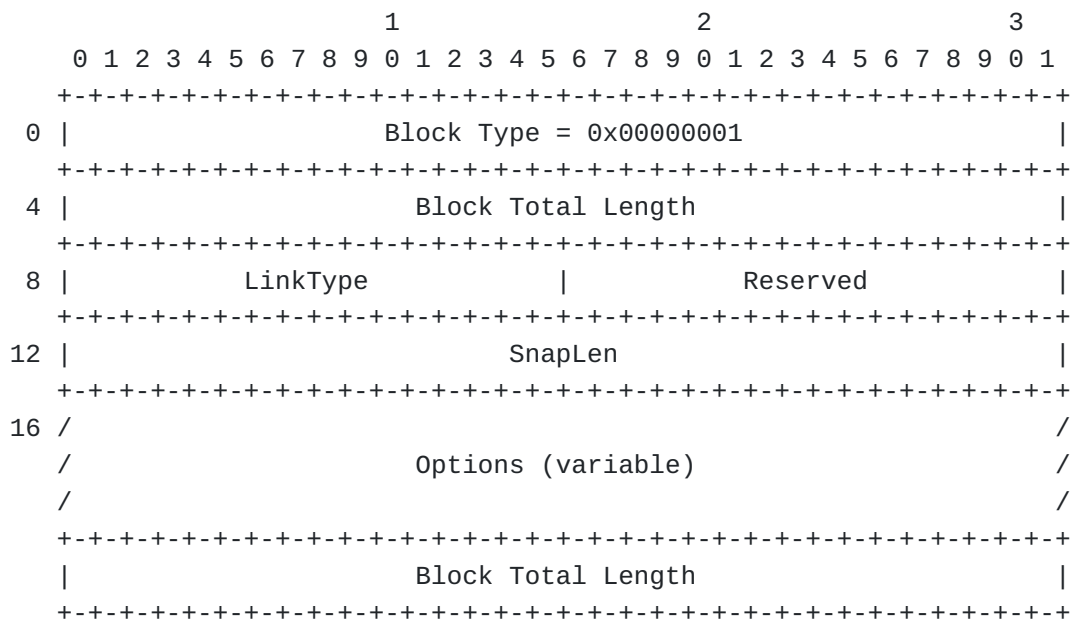 1                   2                   3
    0 1 2 3 4 5 6 7 8 9 0 1 2 3 4 5 6 7 8 9 0 1 2 3 4 5 6 7 8 9 0 1
   +-+-+-+-+-+-+-+-+-+-+-+-+-+-+-+-+-+-+-+-+-+-+-+-+-+-+-+-+-+-+-+-+
 0 |                    Block Type = 0x00000001                    |
   +-+-+-+-+-+-+-+-+-+-+-+-+-+-+-+-+-+-+-+-+-+-+-+-+-+-+-+-+-+-+-+-+
 4 |                      Block Total Length                       |
   +-+-+-+-+-+-+-+-+-+-+-+-+-+-+-+-+-+-+-+-+-+-+-+-+-+-+-+-+-+-+-+-+
 8 |           LinkType            |           Reserved            |
   +-+-+-+-+-+-+-+-+-+-+-+-+-+-+-+-+-+-+-+-+-+-+-+-+-+-+-+-+-+-+-+-+
12 |                            SnapLen                            |
   +-+-+-+-+-+-+-+-+-+-+-+-+-+-+-+-+-+-+-+-+-+-+-+-+-+-+-+-+-+-+-+-+
16 /                                                               /
   /                      Options (variable)                       /
   /                                                               /
   +-+-+-+-+-+-+-+-+-+-+-+-+-+-+-+-+-+-+-+-+-+-+-+-+-+-+-+-+-+-+-+-+
   |                      Block Total Length                       |
   +-+-+-+-+-+-+-+-+-+-+-+-+-+-+-+-+-+-+-+-+-+-+-+-+-+-+-+-+-+-+-+-+